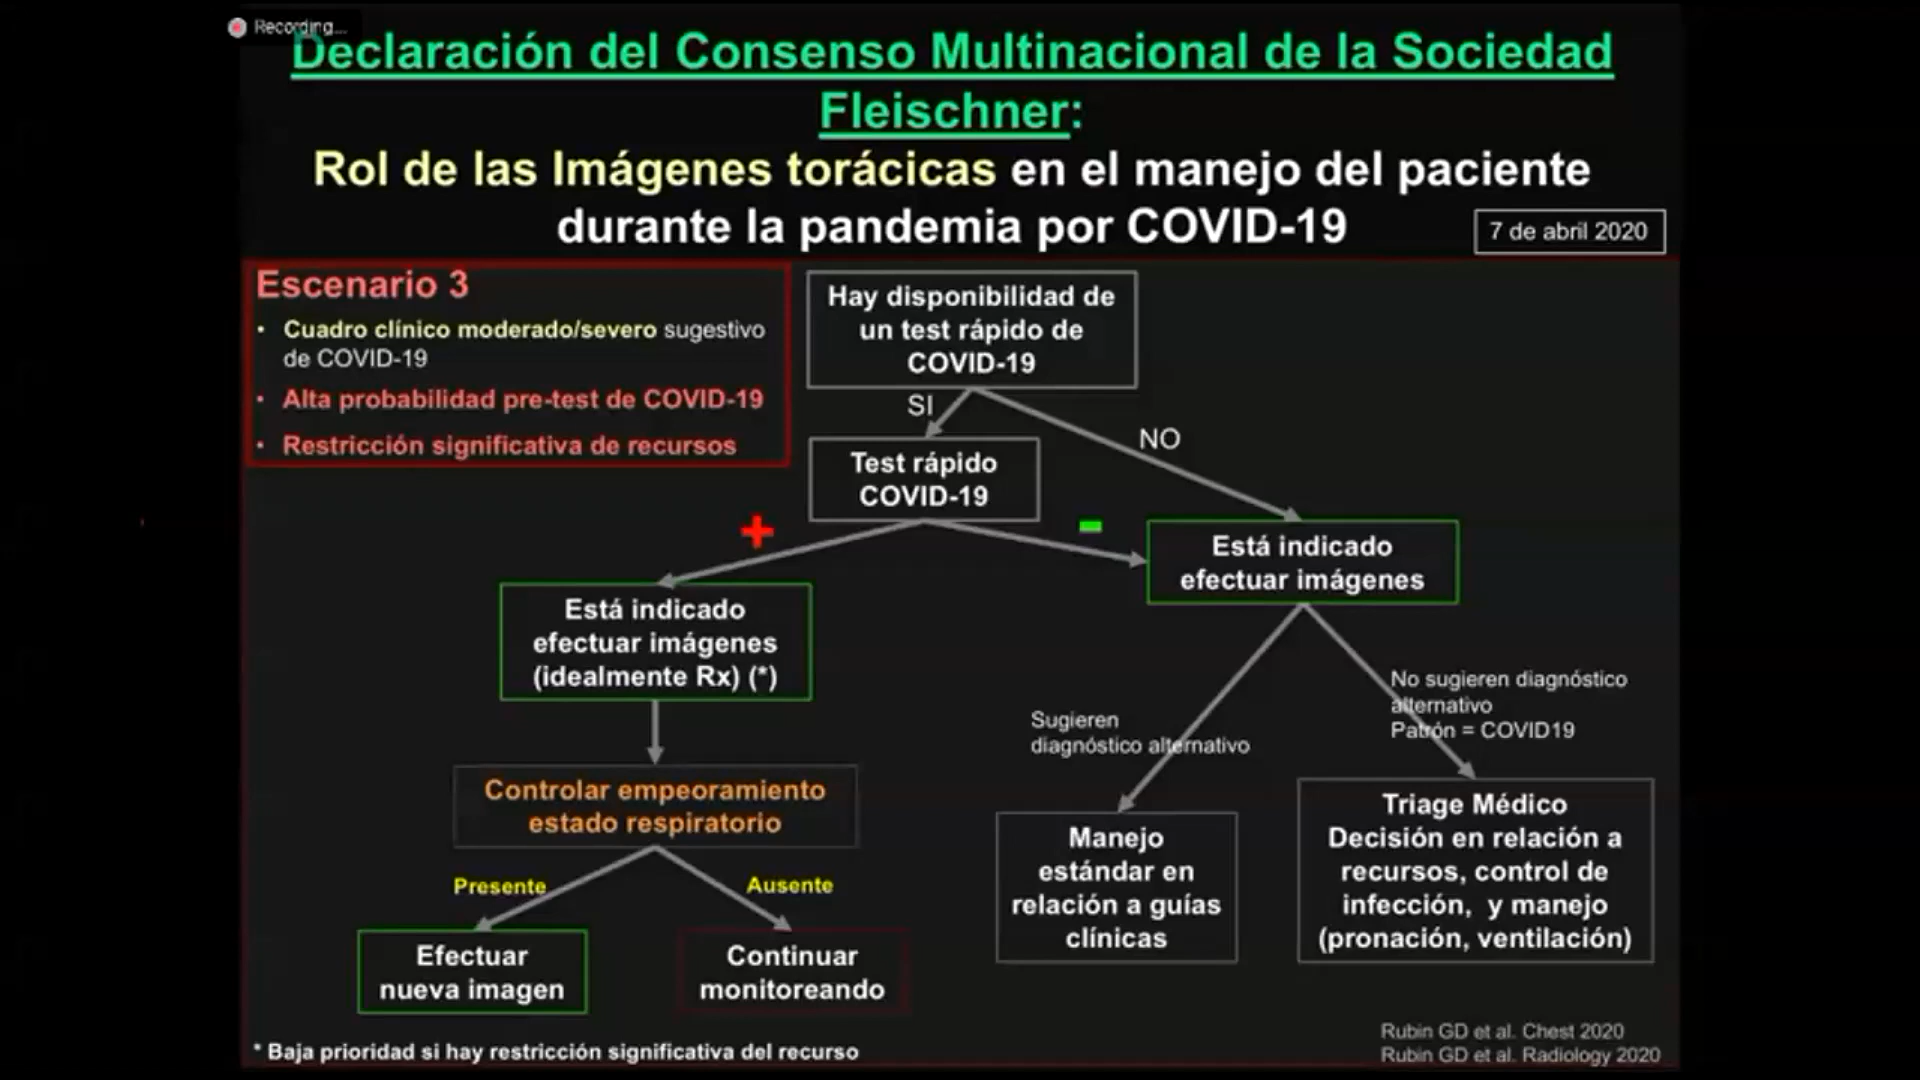 Recording...
Declaración del Consenso Multinacional de la Sociedad
Fleischner:
Rol de las Imágenes torácicas en el manejo del paciente
durante la pandemia por COVID-19
7 de abril 2020
Escenario 3
• Cuadro clínico moderado/severo sugestivo
de COVID-19
• Alta probabilidad pre-test de COVID-19
• Restricción significativa de recursos
Hay disponibilidad de
un test rápido de
COVID-19
SI
NO
Test rápido
COVID-19
+
-
Está indicado
efectuar imágenes
Está indicado
efectuar imágenes
(idealmente Rx) (*)
No sugieren diagnóstico
alternativo
Patrón = COVID19
Sugieren
diagnóstico alternativo
Controlar empeoramiento
estado respiratorio
Presente
Ausente
Efectuar
nueva imagen
Continuar
monitoreando
Manejo
estándar en
relación a guías
clínicas
Triage Médico
Decisión en relación a
recursos, control de
infección, y manejo
(pronación, ventilación)
* Baja prioridad si hay restricción significativa del recurso
Rubin GD et al. Chest 2020
Rubin GD et al. Radiology 2020